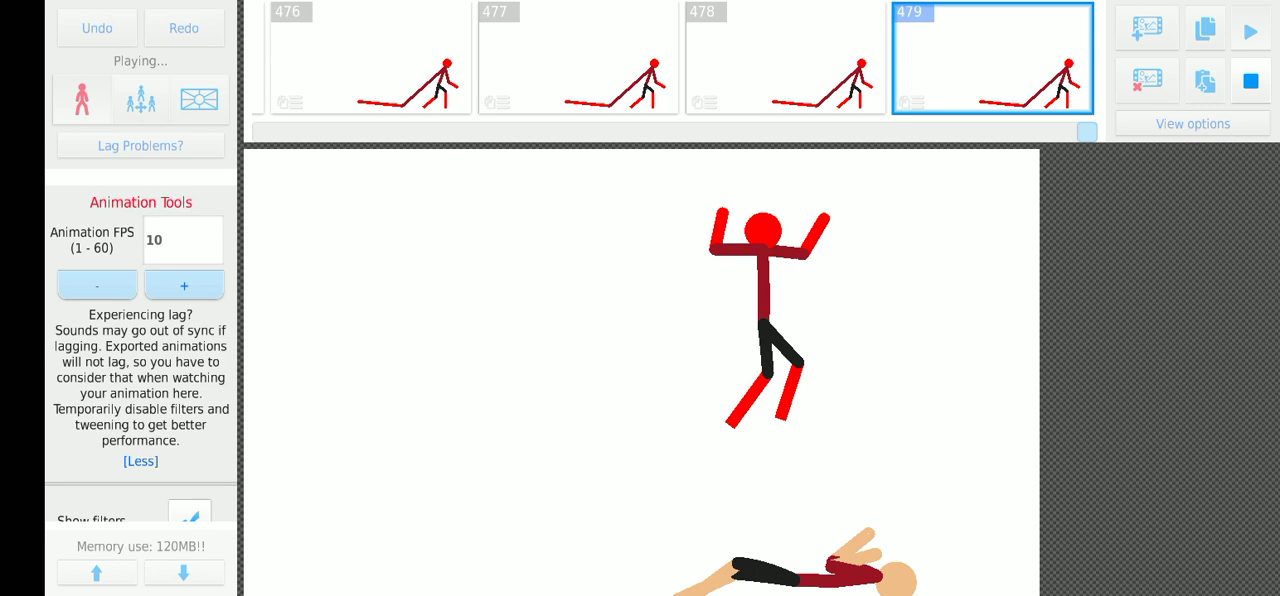 Undo
Redo
Playing...
Lag Problems?
Animation Tools
Animation FPS
(1 - 60)
10
-
+
Experiencing lag?
Sounds may go out of sync if
lagging. Exported animations
will not lag, so you have to
consider that when watching
your animation here.
Temporarily disable filters and
tweening to get better
performance.
[Less]
Show filters
Memory use: 120MB!!
476
477
478
479
View options